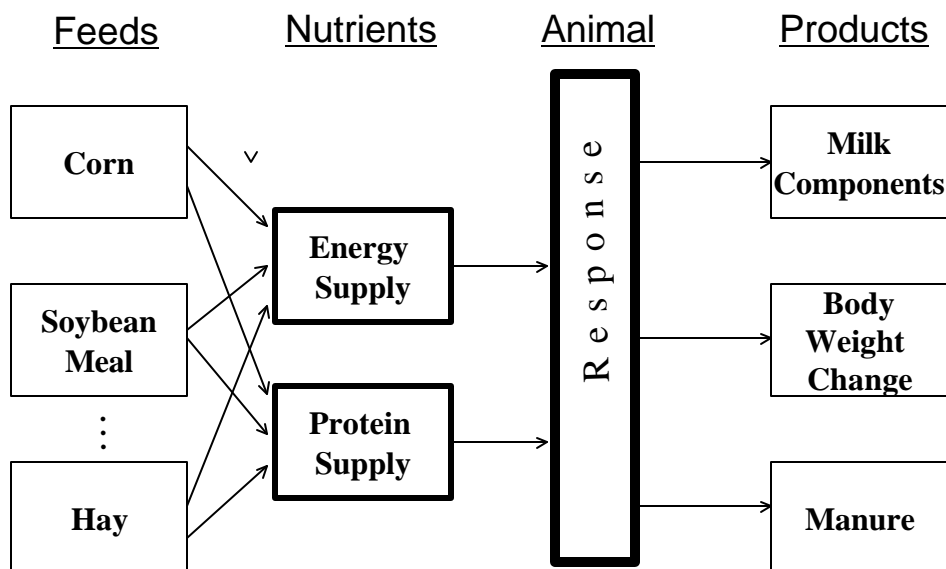 Feeds
Nutrients
Animal
Products
Corn
Soybean
Meal
⋮
Hay
Energy
Supply
Protein
Supply
Response
Milk
Components
Body
Weight
Change
Manure